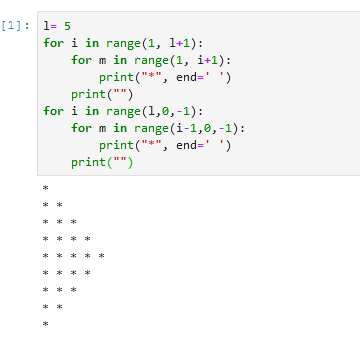 [1]: l= 5
for i in range(1, l+1):
    for m in range(1, i+1):
        print("*", end=' ')
    print("")
for i in range(l,0,-1):
    for m in range(i-1,0,-1):
        print("*", end=' ')
    print("")
*
* *
* * *
* * * *
* * * * *
* * * *
* * *
* *
*